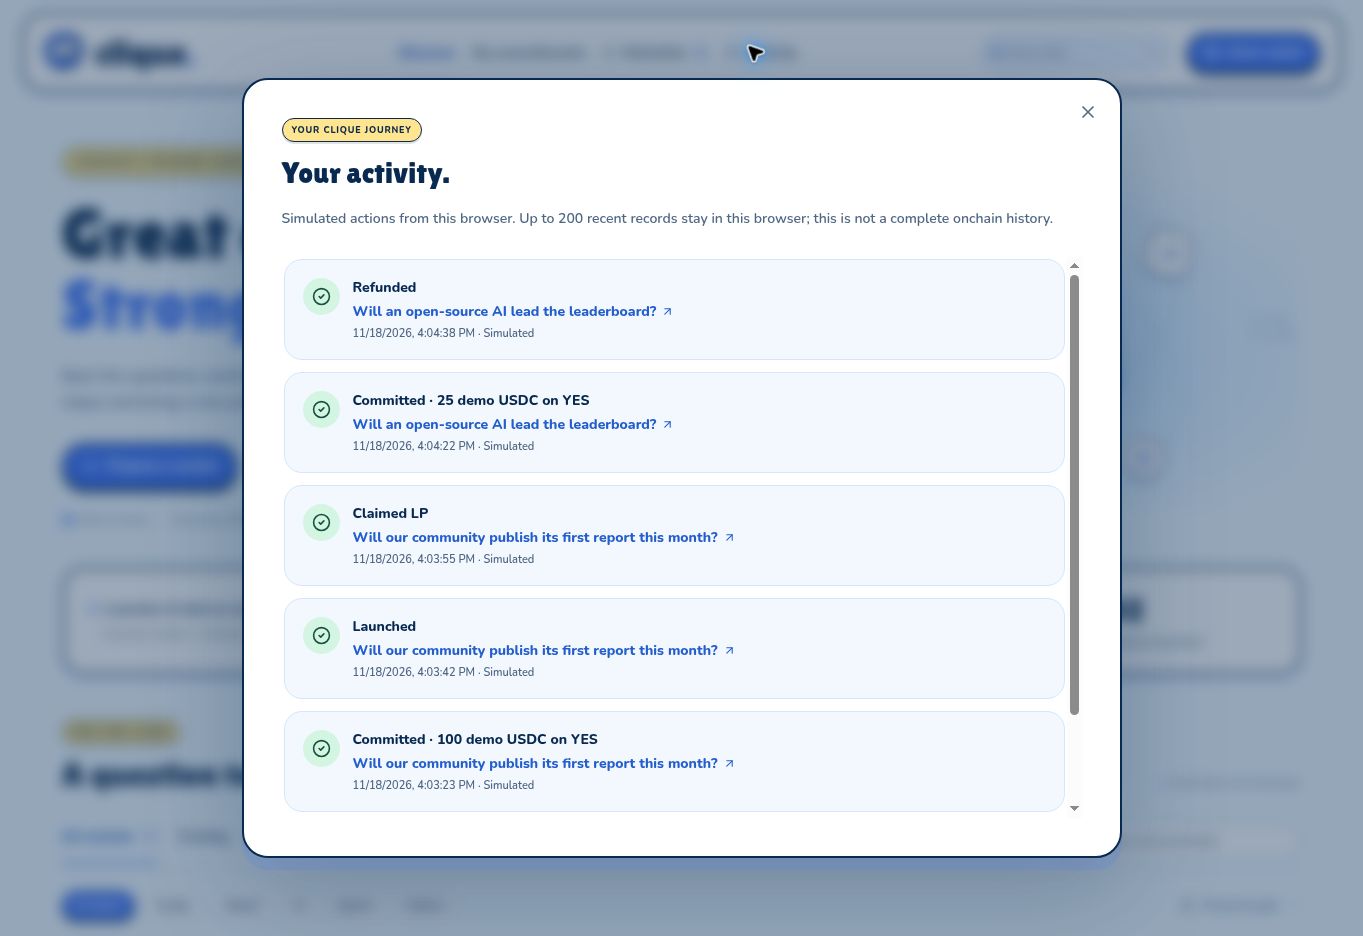 clique.
YOUR CLIQUE JOURNEY
Your activity.
Simulated actions from this browser. Up to 200 recent records stay in this browser; this is not a complete onchain history.
Great
Strong
Refunded
Will an open-source AI lead the leaderboard?
11/18/2026, 4:04:38 PM · Simulated
Committed · 25 demo USDC on YES
Will an open-source AI lead the leaderboard?
11/18/2026, 4:04:22 PM · Simulated
Claimed LP
Will our community publish its first report this month?
11/18/2026, 4:03:55 PM · Simulated
Launched
Will our community publish its first report this month?
11/18/2026, 4:03:42 PM · Simulated
Committed · 100 demo USDC on YES
Will our community publish its first report this month?
11/18/2026, 4:03:23 PM · Simulated
A question